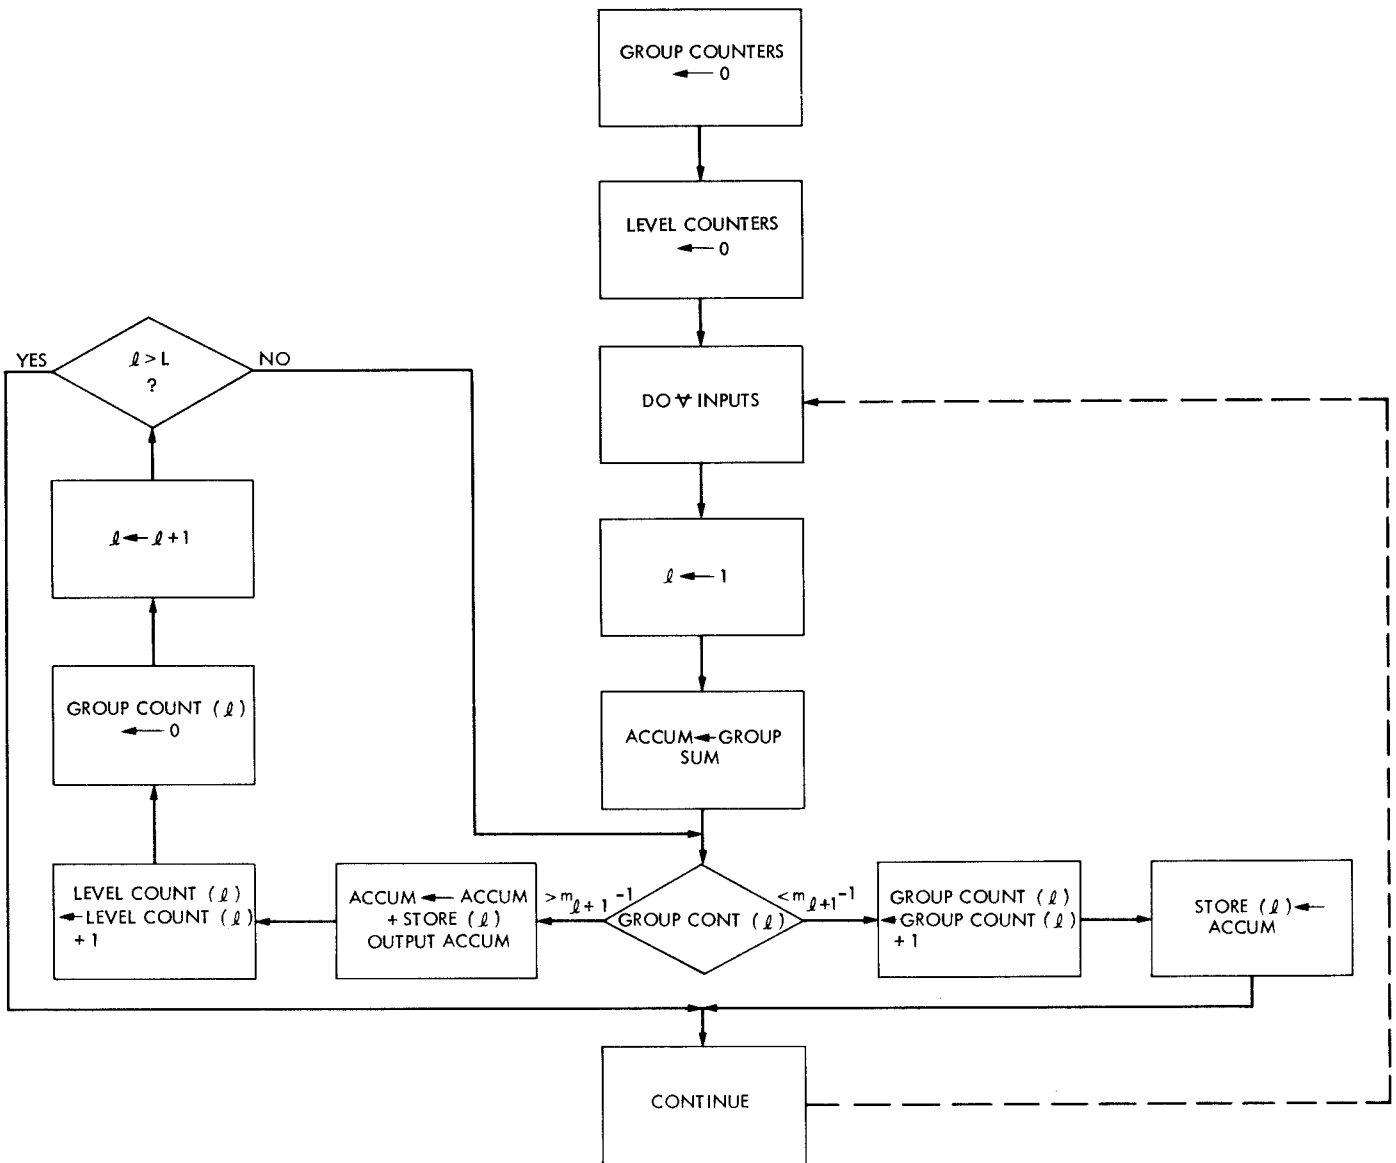 GROUP COUNTERS
← 0
LEVEL COUNTERS
← 0
DO ∀ INPUTS
ℓ ← 1
ACCUM←GROUP
SUM
GROUP CONT (ℓ)
>m_{ℓ+1}-1
<m_{ℓ+1}-1
ACCUM ← ACCUM
+ STORE (ℓ)
OUTPUT ACCUM
LEVEL COUNT (ℓ)
←LEVEL COUNT (ℓ)
+ 1
GROUP COUNT (ℓ)
← 0
ℓ←ℓ+1
ℓ > L
?
YES
NO
GROUP COUNT (ℓ)
←GROUP COUNT (ℓ)
+ 1
STORE (ℓ)←
ACCUM
CONTINUE